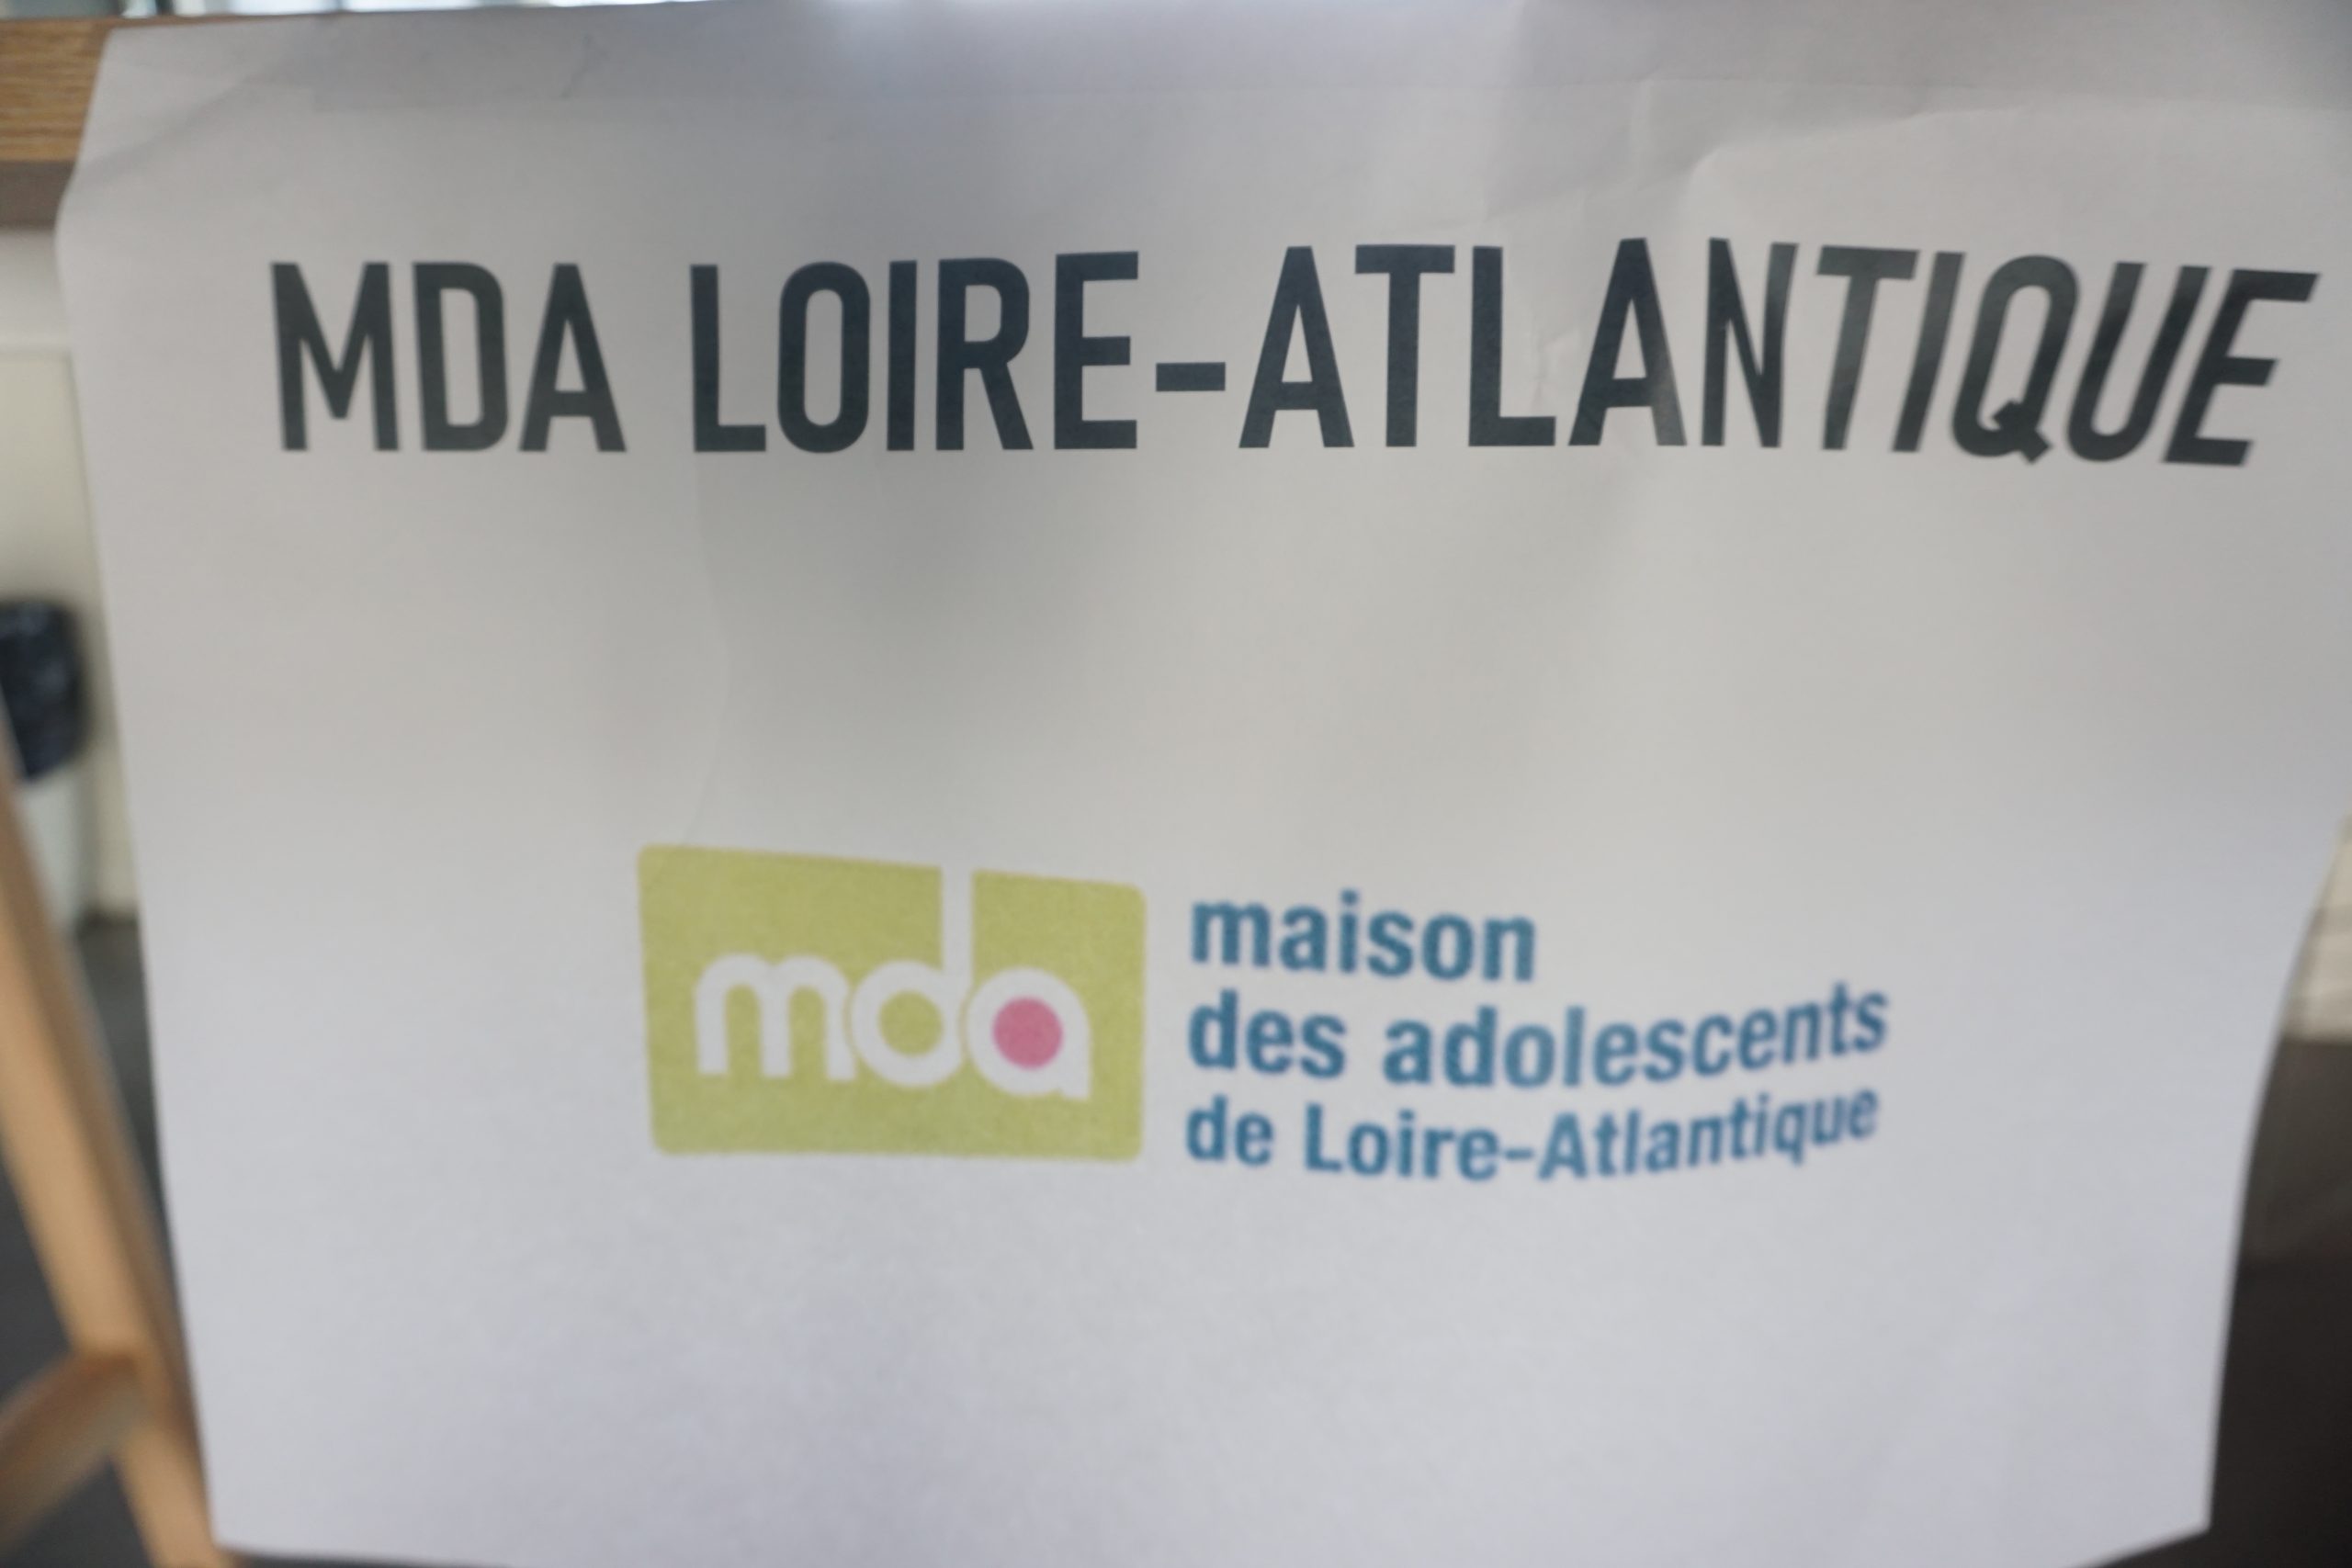 MDA LOIRE-ATLANTIQUE
mda
maison
des adolescents
de Loire-Atlantique